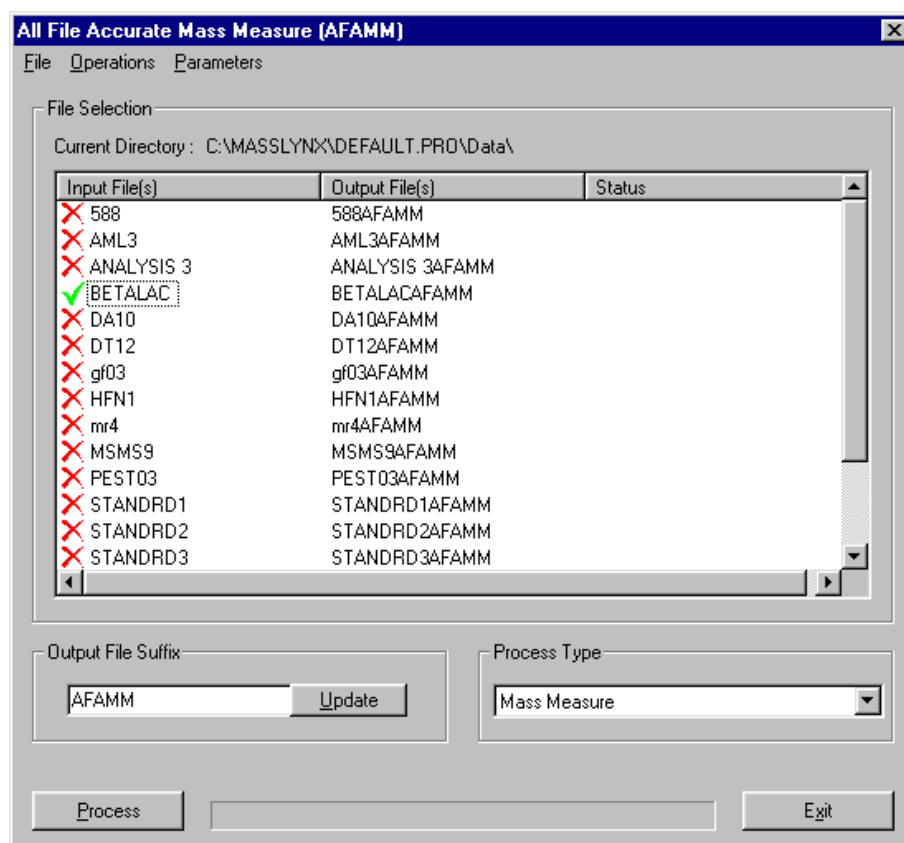 All File Accurate Mass Measure (AFAMM)
File Operations Parameters
File Selection
Current Directory : C:\MASSLYNX\DEFAULT.PRO\Data\
Input File(s) Output File(s) Status
588 588AFAMM
AML3 AML3AFAMM
ANALYSIS 3 ANALYSIS 3AFAMM
BETALAC BETALACAFAMM
DA10 DA10AFAMM
DT12 DT12AFAMM
gf03 gf03AFAMM
HFN1 HFN1AFAMM
mr4 mr4AFAMM
MSMS9 MSMS9AFAMM
PEST03 PEST03AFAMM
STANDRD1 STANDRD1AFAMM
STANDRD2 STANDRD2AFAMM
STANDRD3 STANDRD3AFAMM
Output File Suffix Process Type
AFAMM Update Mass Measure
Process Exit